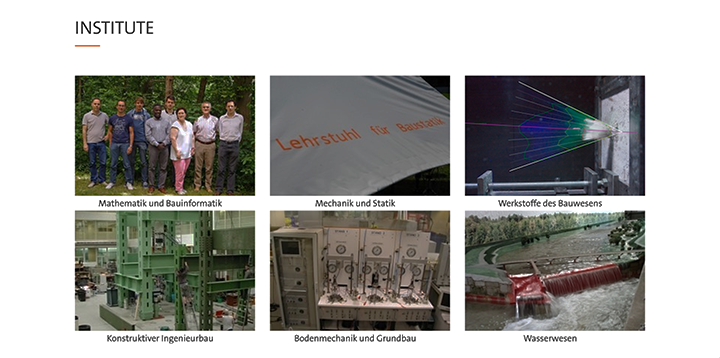 INSTITUTE
Lehrstuhl für Baustatik
Mathematik und Bauinformatik
Mechanik und Statik
Werkstoffe des Bauwesens
Konstruktiver Ingenieurbau
Bodenmechanik und Grundbau
Wasserwesen